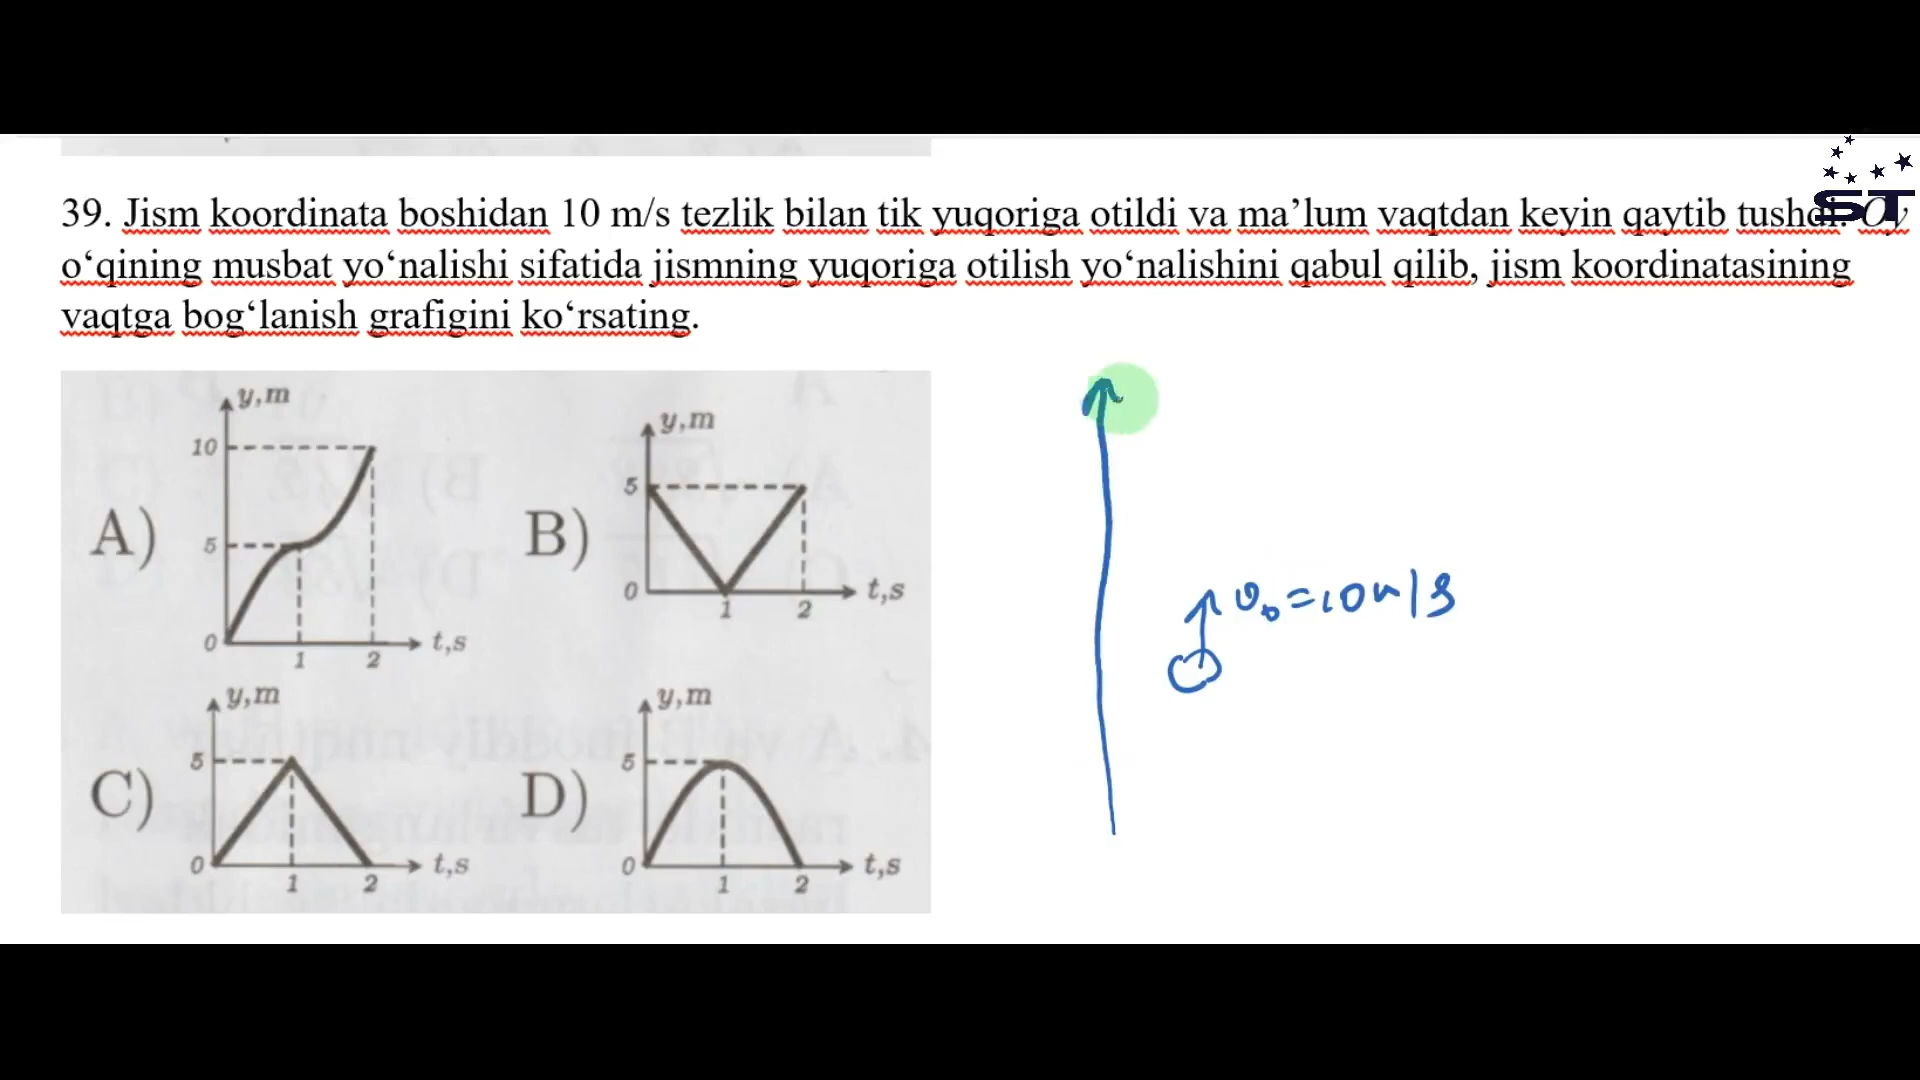 39. Jism koordinata boshidan 10 m/s tezlik bilan tik yuqoriga otildi va ma’lum vaqtdan keyin qaytib tushdi. Oy
o‘qining musbat yo‘nalishi sifatida jismning yuqoriga otilish yo‘nalishini qabul qilib, jism koordinatasining
vaqtga bog‘lanish grafigini ko‘rsating.
ST
A)
y,m
10
5
0
1
2
t,s
B)
y,m
5
0
1
2
t,s
C)
y,m
5
0
1
2
t,s
D)
y,m
5
0
1
2
t,s
υ₀=10m/s